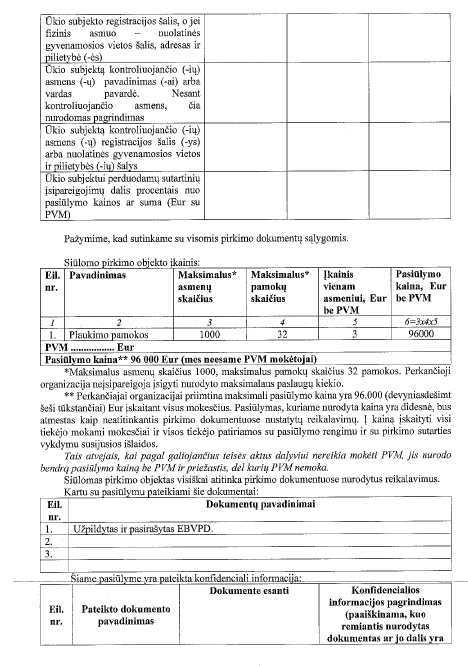 Ūkio subjekto registracijos šalis, o jei
fizinis asmuo – nuolatinės
gyvenamosios vietos šalis, adresas ir
pilietybė (-ės)
Ūkio subjektą kontroliuojančio (-ių)
asmens (-ų) pavadinimas (-ai) arba
vardas pavardė. Nesant
kontroliuojančio asmens, čia
nurodomas pagrindimas
Ūkio subjektą kontroliuojančio (-ių)
asmens (-ų) registracijos šalis (-ys)
arba nuolatinės gyvenamosios vietos
ir pilietybės (-ių) šalys
Ūkio subjektui perduodamų sutartinių
įsipareigojimų dalis procentais nuo
pasiūlymo kainos ar suma (Eur su
PVM)
Pažymime, kad sutinkame su visomis pirkimo dokumentų sąlygomis.
Siūlomo pirkimo objekto įkainis:
Eil. nr. Pavadinimas Maksimalus* asmenų skaičius Maksimalus* pamokų skaičius Įkainis vienam asmeniui, Eur be PVM Pasiūlymo kaina, Eur be PVM
1 2 3 4 5 6=3x4x5
1. Plaukimo pamokos 1000 32 3 96000
PVM ................. Eur
Pasiūlymo kaina** 96 000 Eur (mes neesame PVM mokėtojai)
*Maksimalus asmenų skaičius 1000, maksimalus pamokų skaičius 32 pamokos. Perkančioji
organizacija neįsipareigoja įsigyti nurodyto maksimalaus paslaugų kiekio.
** Perkančiajai organizacijai priimtina maksimali pasiūlymo kaina yra 96.000 (devyniasdešimt
šeši tūkstančiai) Eur įskaitant visus mokesčius. Pasiūlymas, kuriame nurodyta kaina yra didesnė, bus
atmestas kaip neatitinkantis pirkimo dokumentuose nustatytų reikalavimų. Į kainą įskaityti visi
tiekėjo mokami mokesčiai ir visos tiekėjo patiriamos su pasiūlymo rengimu ir su pirkimo sutarties
vykdymu susijusios išlaidos.
Tais atvejais, kai pagal galiojančius teisės aktus dalyviui nereikia mokėti PVM, jis nurodo
bendrą pasiūlymo kainą be PVM ir priežastis, dėl kurių PVM nemoka.
Siūlomas pirkimo objektas visiškai atitinka pirkimo dokumentuose nurodytus reikalavimus.
Kartu su pasiūlymu pateikiami šie dokumentai:
Eil. nr. Dokumentų pavadinimai
1. Užpildytas ir pasirašytas EBVPD.
2.
3.
Šiame pasiūlyme yra pateikta konfidenciali informacija:
Eil. nr. Pateikto dokumento pavadinimas Dokumente esanti Konfidencialios informacijos pagrindimas (paaiškinama, kuo remiantis nurodytas dokumentas ar jo dalis yra